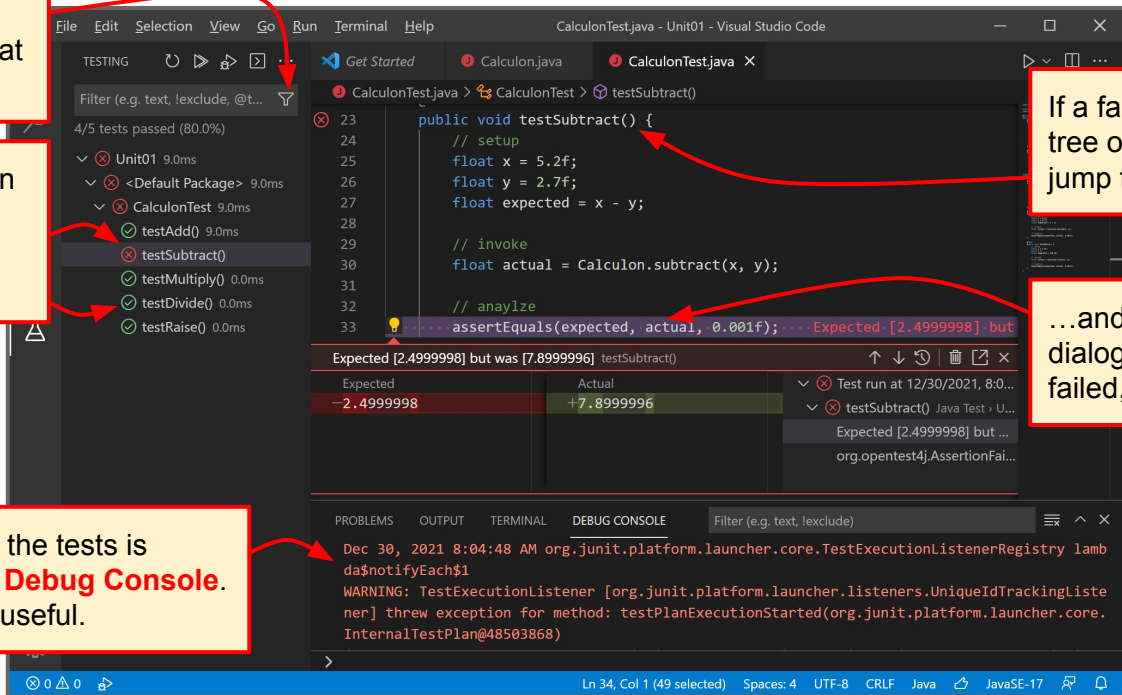 File Edit Selection View Go Run Terminal Help CalculonTest.java - Unit01 - Visual Studio Code
at
TESTING
Get Started Calculon.java CalculonTest.java
Filter (e.g. text, !exclude, @t...
CalculonTest.java > CalculonTest > testSubtract()
4/5 tests passed (80.0%)
Unit01 9.0ms
<Default Package> 9.0ms
CalculonTest 9.0ms
testAdd() 9.0ms
testSubtract()
testMultiply() 0.0ms
testDivide() 0.0ms
testRaise() 0.0ms
23 public void testSubtract() {
24 // setup
25 float x = 5.2f;
26 float y = 2.7f;
27 float expected = x - y;
28
29 // invoke
30 float actual = Calculon.subtract(x, y);
31
32 // anaylze
33 assertEquals(expected, actual, 0.001f); Expected [2.4999998] but
If a
tree
jump
…and
dialog
failed,
Expected [2.4999998] but was [7.8999996] testSubtract()
Expected Actual
−2.4999998 +7.8999996
Test run at 12/30/2021, 8:0...
testSubtract() Java Test › U...
Expected [2.4999998] but ...
org.opentest4j.AssertionFai...
the tests is
Debug Console.
useful.
PROBLEMS OUTPUT TERMINAL DEBUG CONSOLE Filter (e.g. text, !exclude)
Dec 30, 2021 8:04:48 AM org.junit.platform.launcher.core.TestExecutionListenerRegistry lamb
da$notifyEach$1
WARNING: TestExecutionListener [org.junit.platform.launcher.listeners.UniqueIdTrackingListe
ner] threw exception for method: testPlanExecutionStarted(org.junit.platform.launcher.core.
InternalTestPlan@48503868)
>
0 0 Ln 34, Col 1 (49 selected) Spaces: 4 UTF-8 CRLF Java JavaSE-17